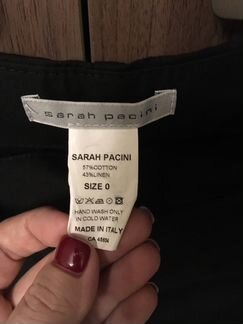 sarah pacini
SARAH PACINI
57%COTTON
43%LINEN
SIZE 0
HAND WASH ONLY
IN COLD WATER
MADE IN ITALY
CA